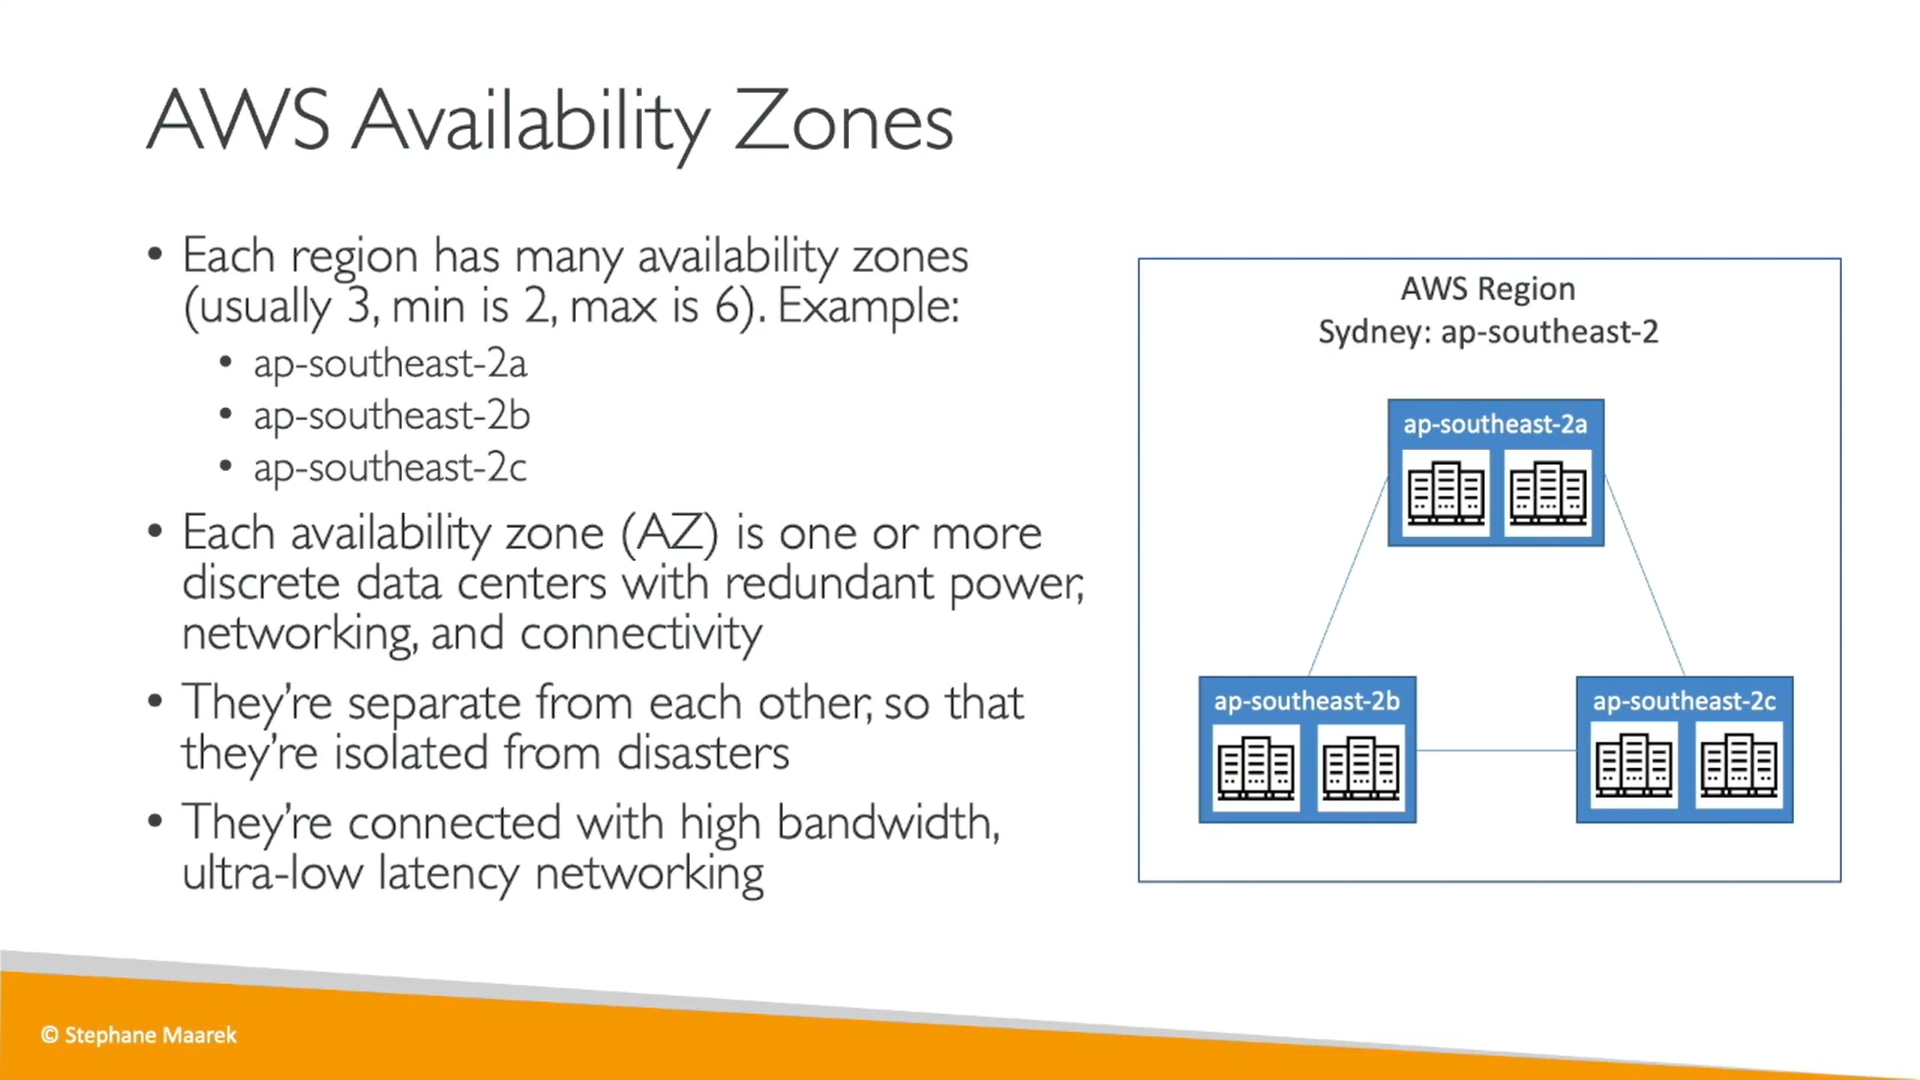 AWS Availability Zones
• Each region has many availability zones
(usually 3, min is 2, max is 6). Example:
• ap-southeast-2a
• ap-southeast-2b
• ap-southeast-2c
• Each availability zone (AZ) is one or more
discrete data centers with redundant power,
networking, and connectivity
• They’re separate from each other, so that
they’re isolated from disasters
• They’re connected with high bandwidth,
ultra-low latency networking
AWS Region
Sydney: ap-southeast-2
ap-southeast-2a
ap-southeast-2b
ap-southeast-2c
© Stephane Maarek